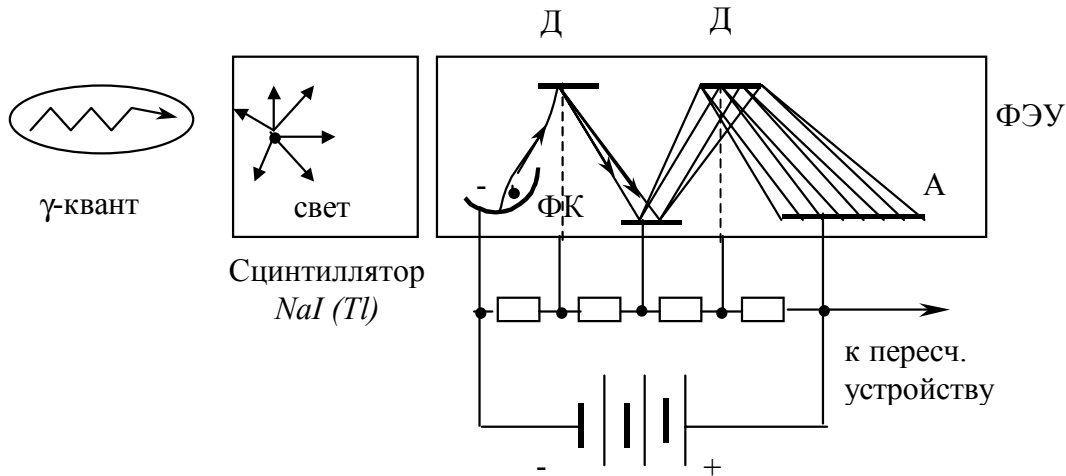 Д
Д
ФЭУ
γ-квант
свет
-
ФК
А
Сцинтиллятор
NaI (Tl)
к пересч.
устройству
-
+